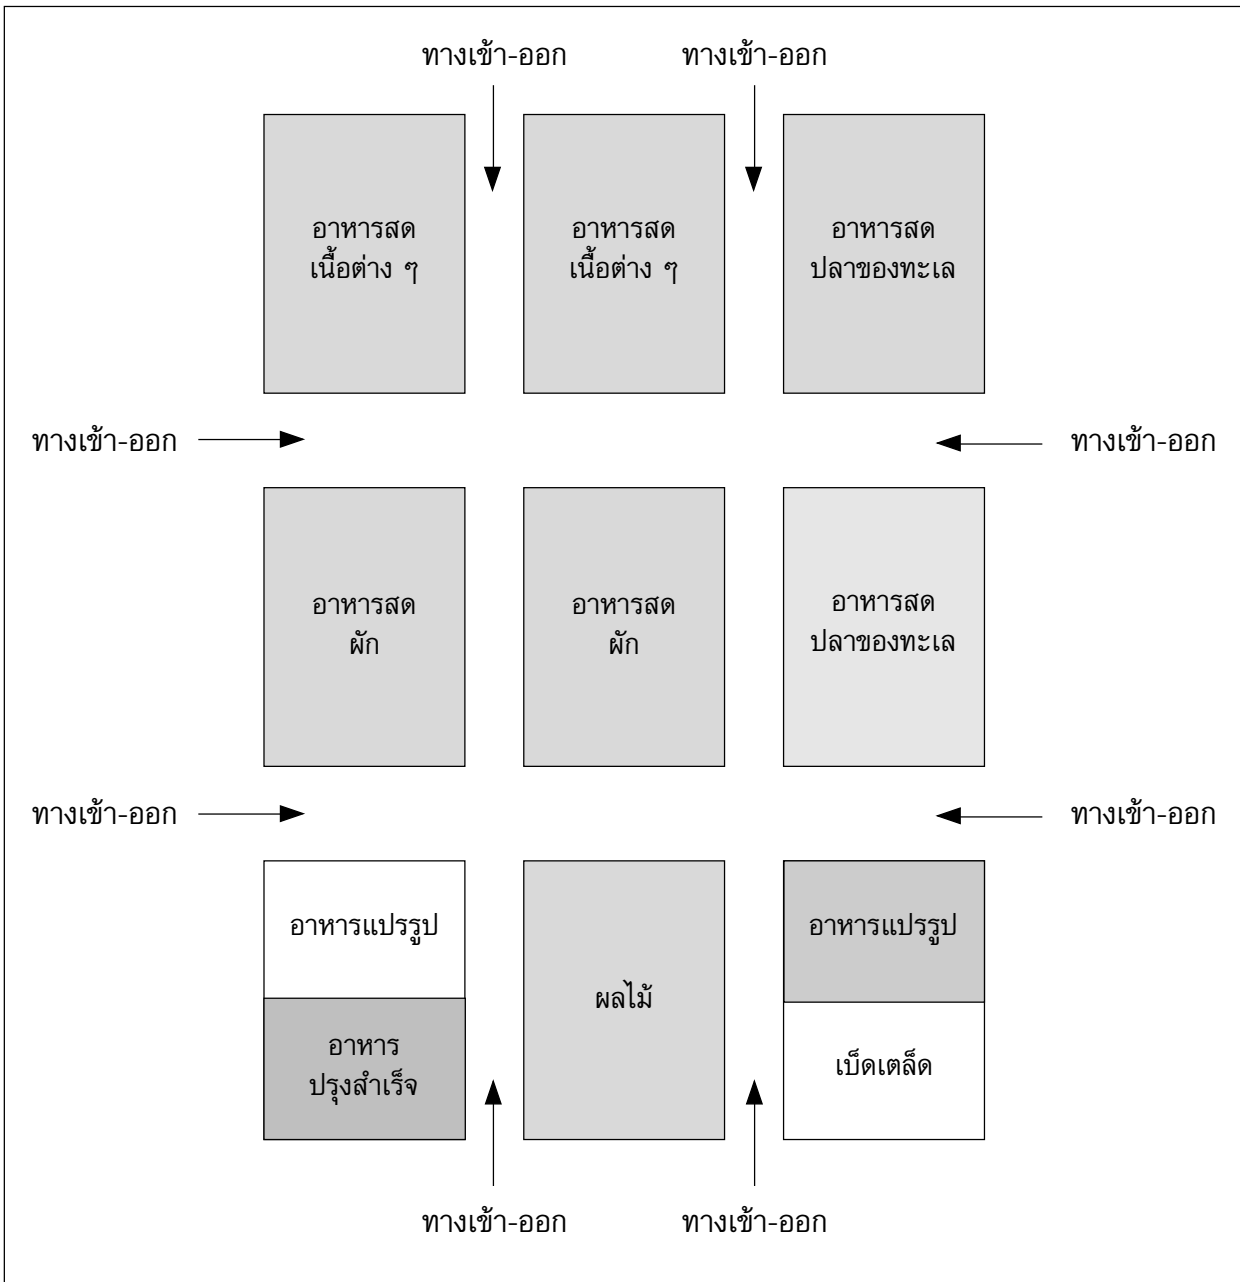 ทางเข้า-ออก ทางเข้า-ออก
อาหารสด
เนื้อต่าง ๆ
อาหารสด
เนื้อต่าง ๆ
อาหารสด
ปลาของทะเล
ทางเข้า-ออก ทางเข้า-ออก
อาหารสด
ผัก
อาหารสด
ผัก
อาหารสด
ปลาของทะเล
ทางเข้า-ออก ทางเข้า-ออก
อาหารแปรรูป
อาหาร
ปรุงสำเร็จ
ผลไม้
อาหารแปรรูป
เบ็ดเตล็ด
ทางเข้า-ออก ทางเข้า-ออก